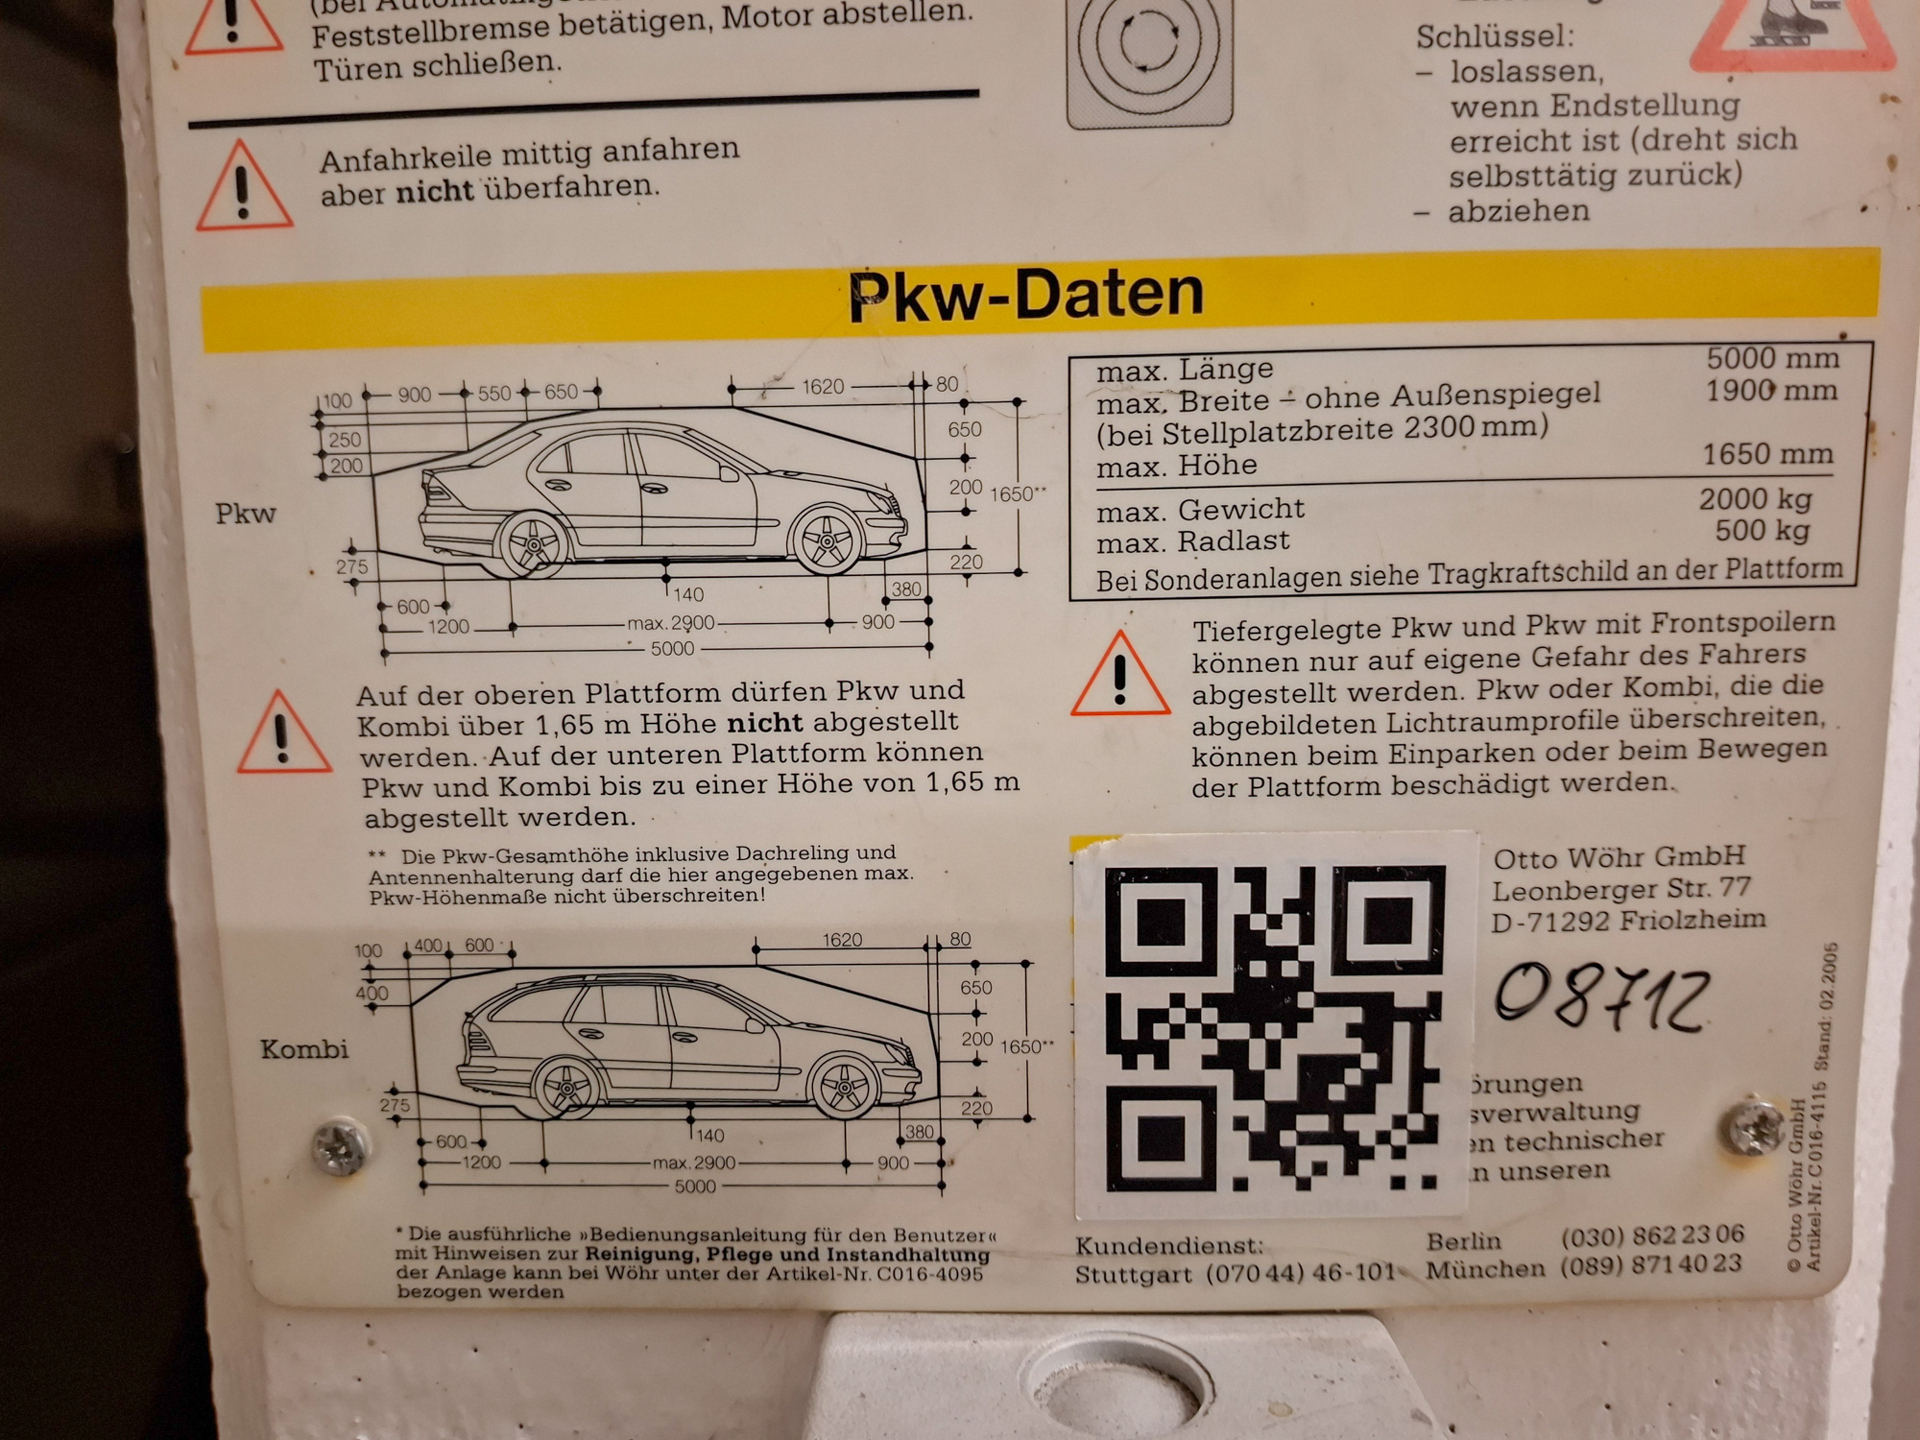 (bei Automatikgetriebe
Feststellbremse betätigen, Motor abstellen.
Türen schließen.
Anfahrkeile mittig anfahren
aber nicht überfahren.
Schlüssel:
– loslassen,
wenn Endstellung
erreicht ist (dreht sich
selbsttätig zurück)
– abziehen
Pkw-Daten
100 900 550 650 1620 80
250
200
650
200 1650**
Pkw
275
220
600 140 380
1200 max. 2900 900
5000
max. Länge 5000 mm
max. Breite – ohne Außenspiegel 1900 mm
(bei Stellplatzbreite 2300 mm)
max. Höhe 1650 mm
max. Gewicht 2000 kg
max. Radlast 500 kg
Bei Sonderanlagen siehe Tragkraftschild an der Plattform
Auf der oberen Plattform dürfen Pkw und
Kombi über 1,65 m Höhe nicht abgestellt
werden. Auf der unteren Plattform können
Pkw und Kombi bis zu einer Höhe von 1,65 m
abgestellt werden.
** Die Pkw-Gesamthöhe inklusive Dachreling und
Antennenhalterung darf die hier angegebenen max.
Pkw-Höhenmaße nicht überschreiten!
Tiefergelegte Pkw und Pkw mit Frontspoilern
können nur auf eigene Gefahr des Fahrers
abgestellt werden. Pkw oder Kombi, die die
abgebildeten Lichtraumprofile überschreiten,
können beim Einparken oder beim Bewegen
der Plattform beschädigt werden.
100 400 600 1620 80
400
650
200 1650**
Kombi
275
220
600 140 380
1200 max. 2900 900
5000
* Die ausführliche »Bedienungsanleitung für den Benutzer«
mit Hinweisen zur Reinigung, Pflege und Instandhaltung
der Anlage kann bei Wöhr unter der Artikel-Nr. C016-4095
bezogen werden
Otto Wöhr GmbH
Leonberger Str. 77
D-71292 Friolzheim
08712
örungen
sverwaltung
en technischer
n unseren
Kundendienst:
Stuttgart (070 44) 46-101
Berlin (030) 862 23 06
München (089) 871 40 23
© Otto Wöhr GmbH
Artikel-Nr. C016-4115 Stand: 02.2005